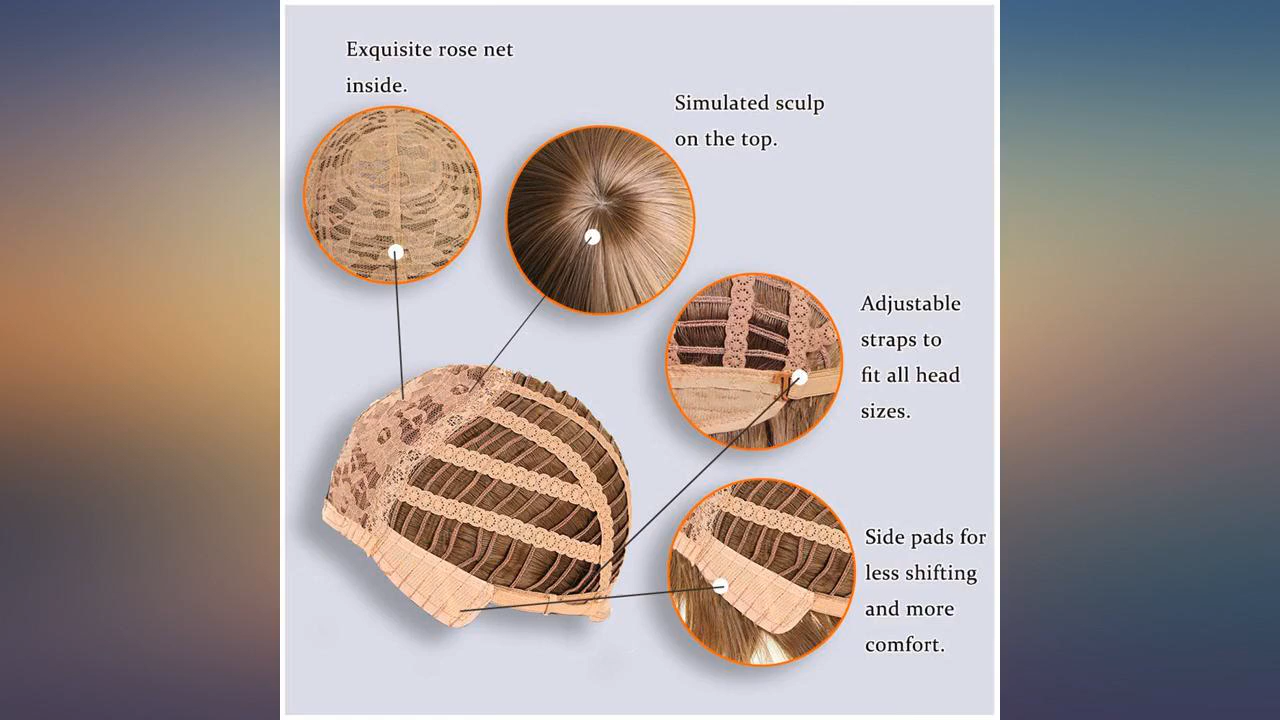 Exquisite rose net
inside.
Simulated sculp
on the top.
Adjustable
straps to
fit all head
sizes.
Side pads for
less shifting
and more
comfort.